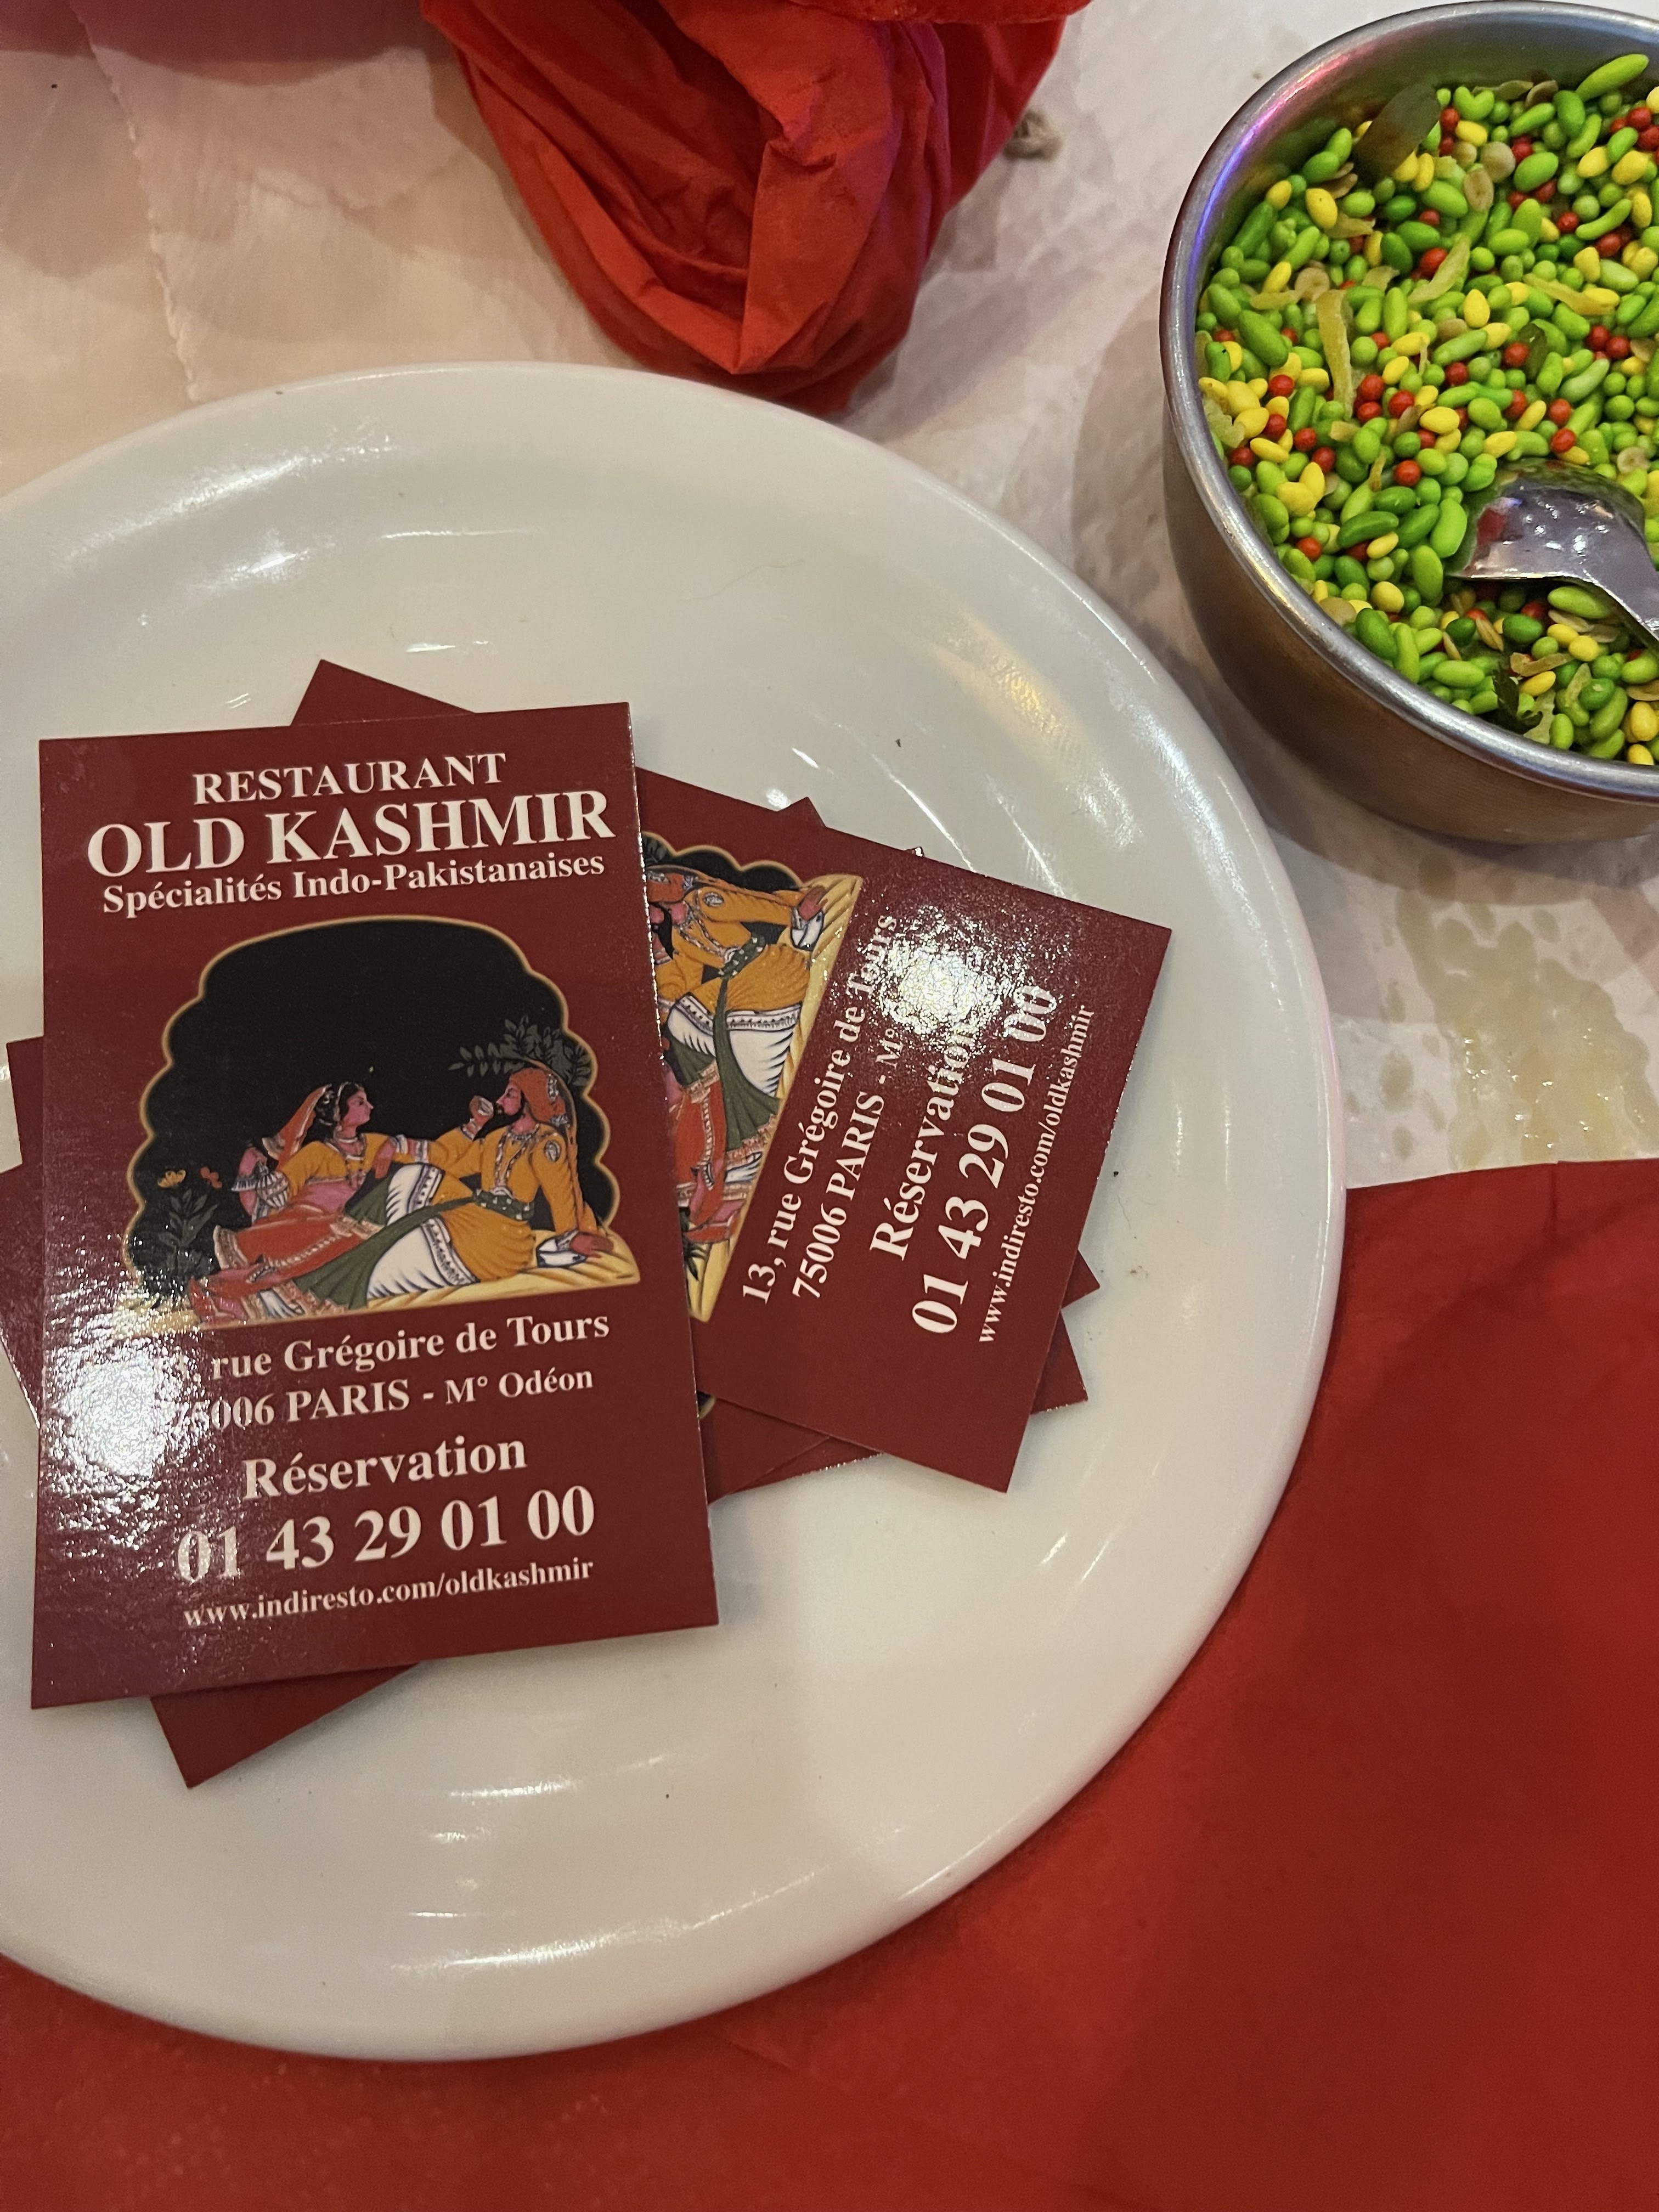 RESTAURANT
OLD KASHMIR
Spécialités Indo-Pakistanaises
rue Grégoire de Tours
75006 PARIS - M° Odéon
Réservation
01 43 29 01 00
www.indiresto.com/oldkashmir
13, rue Grégoire de Tours
75006 PARIS - M°
Réservation
01 43 29 01 00
www.indiresto.com/oldkashmir